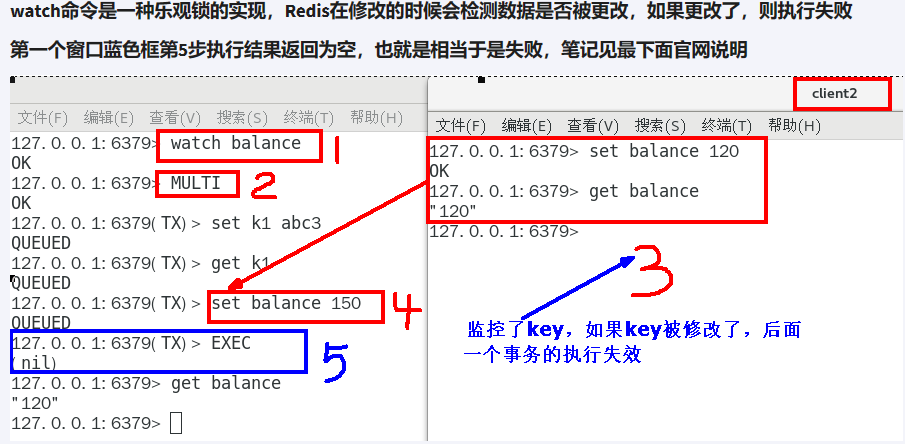 watch命令是一种乐观锁的实现，Redis在修改的时候会检测数据是否被更改，如果更改了，则执行失败
第一个窗口蓝色框第5步执行结果返回为空，也就是相当于是失败，笔记见最下面官网说明
文件(F) 编辑(E) 查看(V) 搜索(S) 终端(T) 帮助(H)
127.0.0.1:6379> watch balance
1
OK
127.0.0.1:6379> MULTI
2
OK
127.0.0.1:6379(TX)> set k1 abc3
QUEUED
127.0.0.1:6379(TX)> get k1
QUEUED
127.0.0.1:6379(TX)> set balance 150
4
QUEUED
127.0.0.1:6379(TX)> EXEC
(nil)
5
127.0.0.1:6379> get balance
"120"
127.0.0.1:6379>
client2
文件(F) 编辑(E) 查看(V) 搜索(S) 终端(T) 帮助(H)
127.0.0.1:6379> set balance 120
OK
127.0.0.1:6379> get balance
"120"
127.0.0.1:6379>
3
监控了key，如果key被修改了，后面
一个事务的执行失效